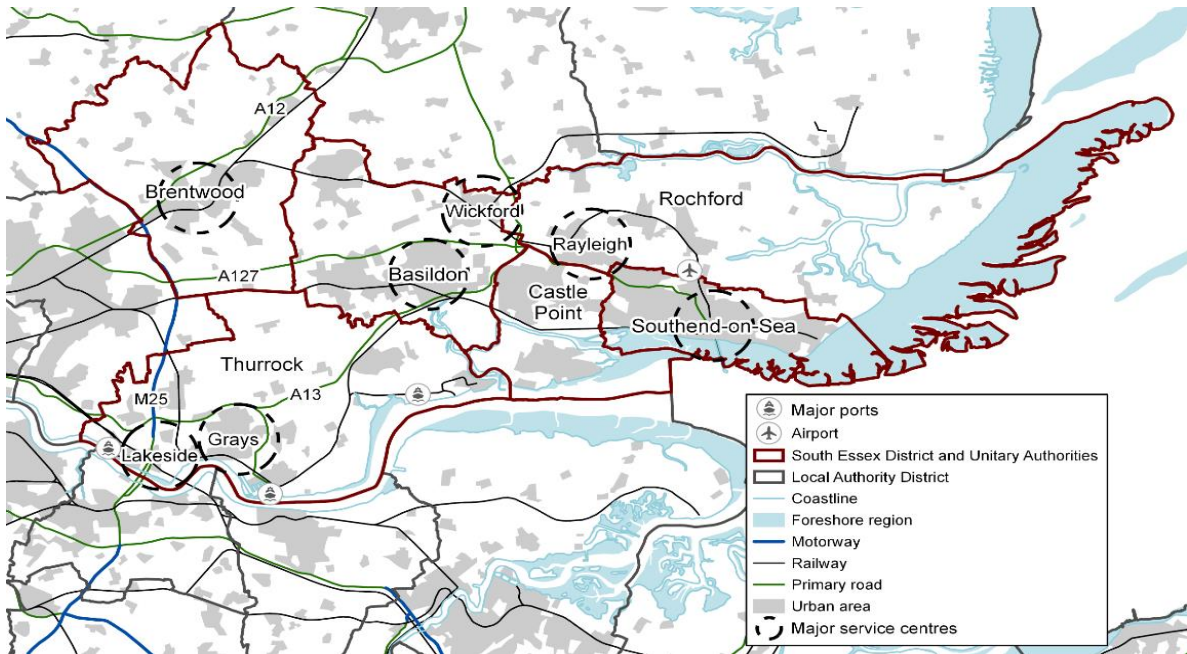 A12
Brentwood
Wickford
Rochford
Rayleigh
A127
Basildon
Castle
Point
Southend-on-Sea
Thurrock
M25
A13
Grays
Lakeside
Major ports
Airport
South Essex District and Unitary Authorities
Local Authority District
Coastline
Foreshore region
Motorway
Railway
Primary road
Urban area
Major service centres